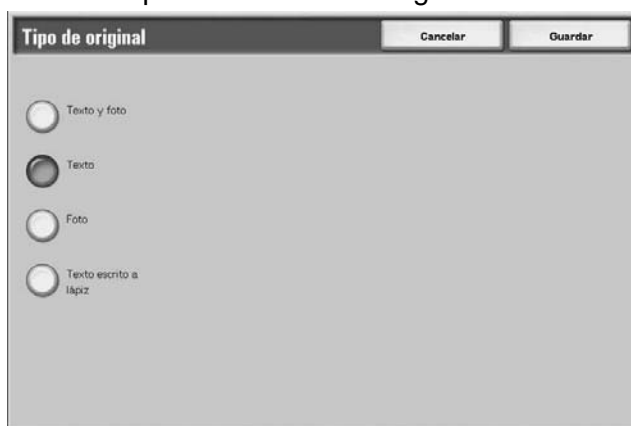 Tipo de original
Cancelar
Guardar
Texto y foto
Texto
Foto
Texto escrito a
lápiz